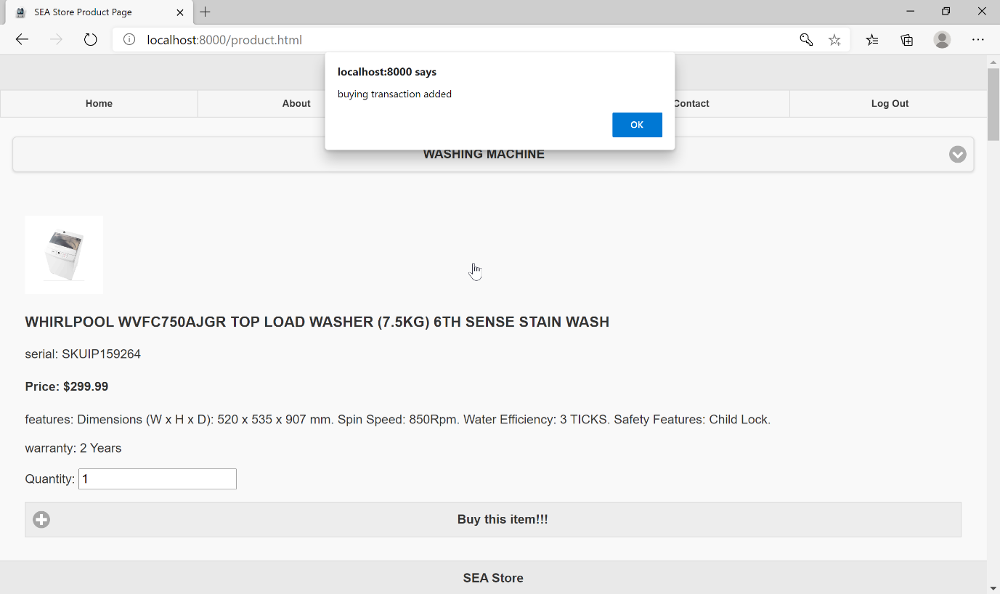 SEA Store Product Page
localhost:8000/product.html
localhost:8000 says
buying transaction added
OK
Home
About
Contact
Log Out
WASHING MACHINE
WHIRLPOOL WVFC750AJGR TOP LOAD WASHER (7.5KG) 6TH SENSE STAIN WASH
serial: SKUIP159264
Price: $299.99
features: Dimensions (W x H x D): 520 x 535 x 907 mm. Spin Speed: 850Rpm. Water Efficiency: 3 TICKS. Safety Features: Child Lock.
warranty: 2 Years
Quantity: 1
Buy this item!!!
SEA Store